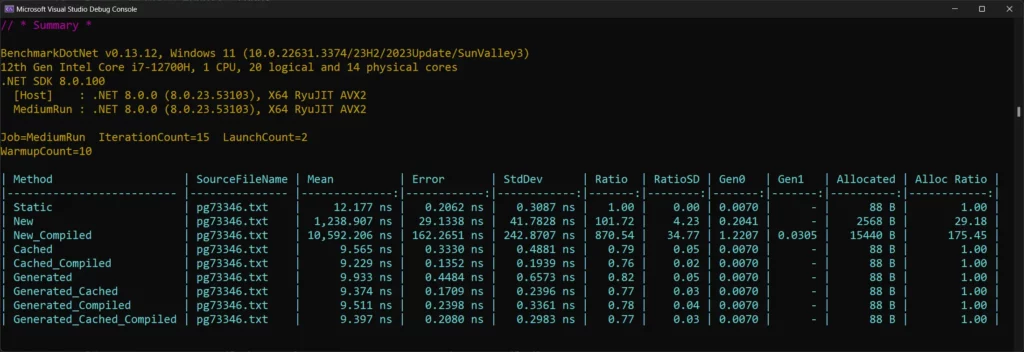 Microsoft Visual Studio Debug Console
// * Summary *
BenchmarkDotNet v0.13.12, Windows 11 (10.0.22631.3374/23H2/2023Update/SunValley3)
12th Gen Intel Core i7-12700H, 1 CPU, 20 logical and 14 physical cores
.NET SDK 8.0.100
[Host]     : .NET 8.0.0 (8.0.23.53103), X64 RyuJIT AVX2
MediumRun : .NET 8.0.0 (8.0.23.53103), X64 RyuJIT AVX2
Job=MediumRun  IterationCount=15  LaunchCount=2
WarmupCount=10
| Method | SourceFileName | Mean | Error | StdDev | Ratio | RatioSD | Gen0 | Gen1 | Allocated | Alloc Ratio |
|-------------------------- |--------------- |-------------:|------------:|------------:|-------:|--------:|-------:|-------:|----------:|------------:|
| Static | pg73346.txt | 12.177 ns | 0.2062 ns | 0.3087 ns | 1.00 | 0.00 | 0.0070 | - | 88 B | 1.00 |
| New | pg73346.txt | 1,238.907 ns | 29.1338 ns | 41.7828 ns | 101.72 | 4.23 | 0.2041 | - | 2568 B | 29.18 |
| New_Compiled | pg73346.txt | 10,592.206 ns | 162.2651 ns | 242.8707 ns | 870.54 | 34.77 | 1.2207 | 0.0305 | 15440 B | 175.45 |
| Cached | pg73346.txt | 9.565 ns | 0.3330 ns | 0.4881 ns | 0.79 | 0.05 | 0.0070 | - | 88 B | 1.00 |
| Cached_Compiled | pg73346.txt | 9.229 ns | 0.1352 ns | 0.1939 ns | 0.76 | 0.02 | 0.0070 | - | 88 B | 1.00 |
| Generated | pg73346.txt | 9.933 ns | 0.4484 ns | 0.6573 ns | 0.82 | 0.05 | 0.0070 | - | 88 B | 1.00 |
| Generated_Cached | pg73346.txt | 9.374 ns | 0.1709 ns | 0.2396 ns | 0.77 | 0.03 | 0.0070 | - | 88 B | 1.00 |
| Generated_Compiled | pg73346.txt | 9.511 ns | 0.2398 ns | 0.3361 ns | 0.78 | 0.04 | 0.0070 | - | 88 B | 1.00 |
| Generated_Cached_Compiled | pg73346.txt | 9.397 ns | 0.2080 ns | 0.2983 ns | 0.77 | 0.03 | 0.0070 | - | 88 B | 1.00 |